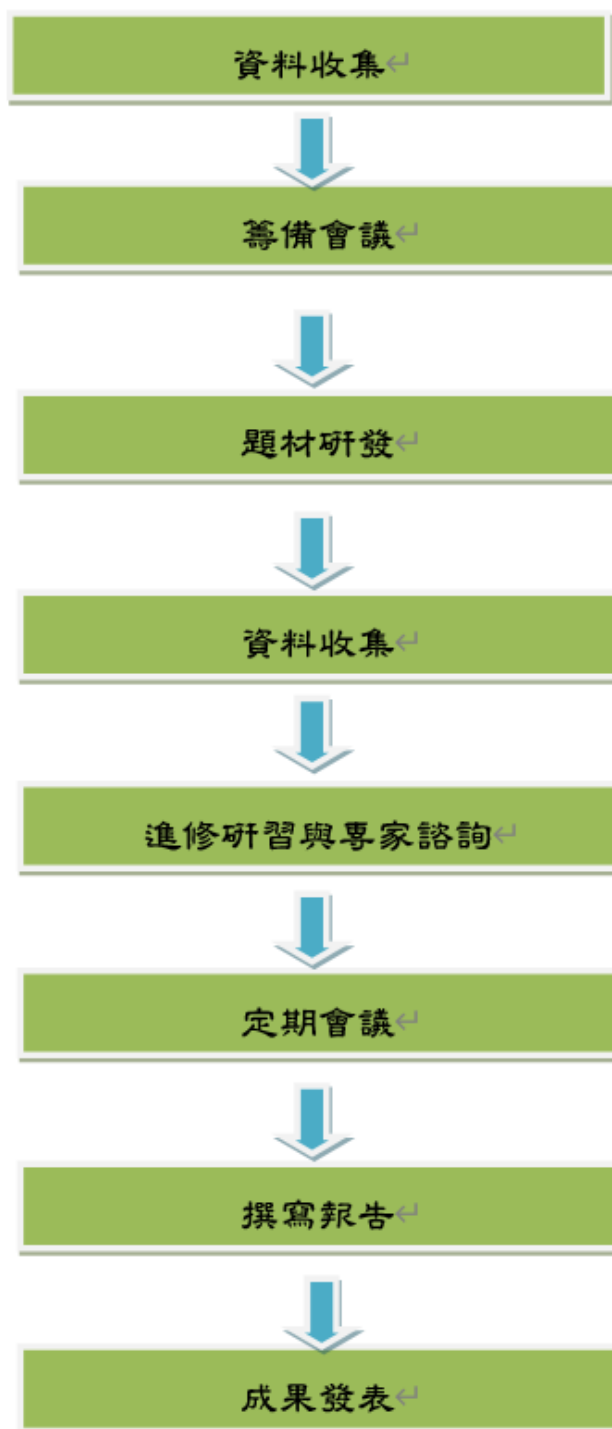 資料收集
籌備會議
題材研發
資料收集
進修研習與專家諮詢
定期會議
撰寫報告
成果發表